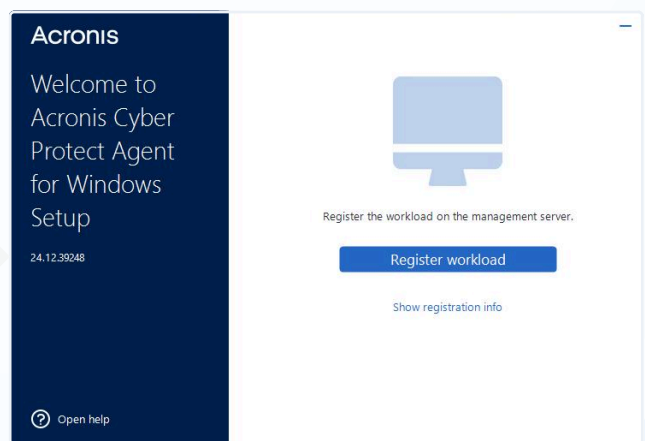 Acronis
Welcome to
Acronis Cyber
Protect Agent
for Windows
Setup
24.12.39248
Open help
Register the workload on the management server.
Register workload
Show registration info